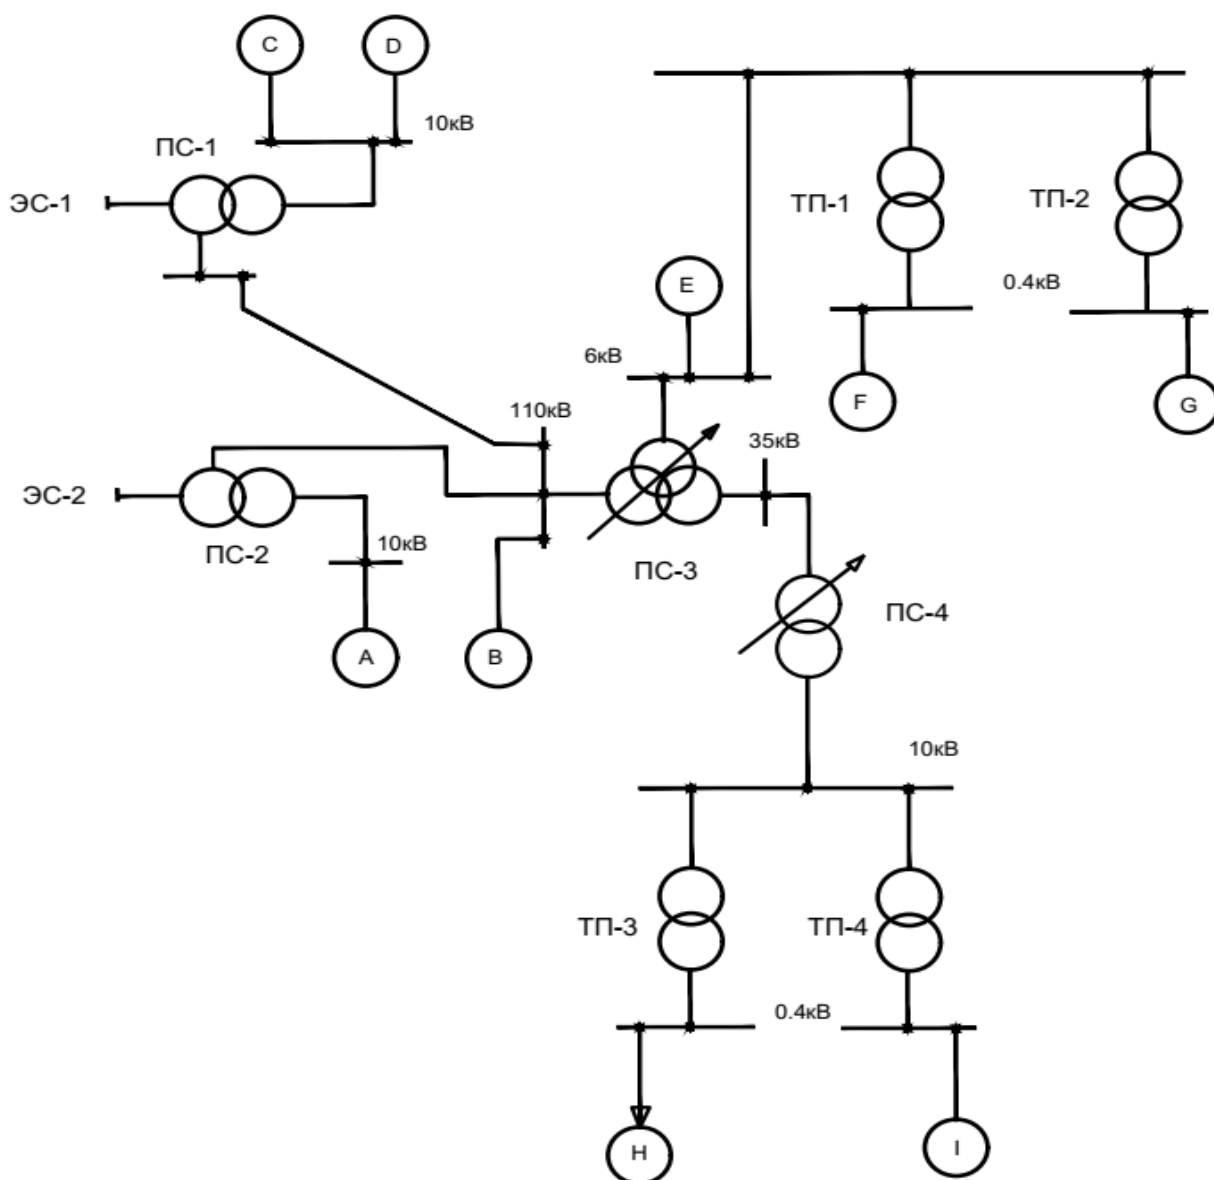 C
D
10кВ
ПС-1
ЭС-1
ТП-1
ТП-2
E
0.4кВ
6кВ
F
G
110кВ
35кВ
ЭС-2
ПС-2
10кВ
ПС-3
ПС-4
A
B
10кВ
ТП-3
ТП-4
0.4кВ
H
I